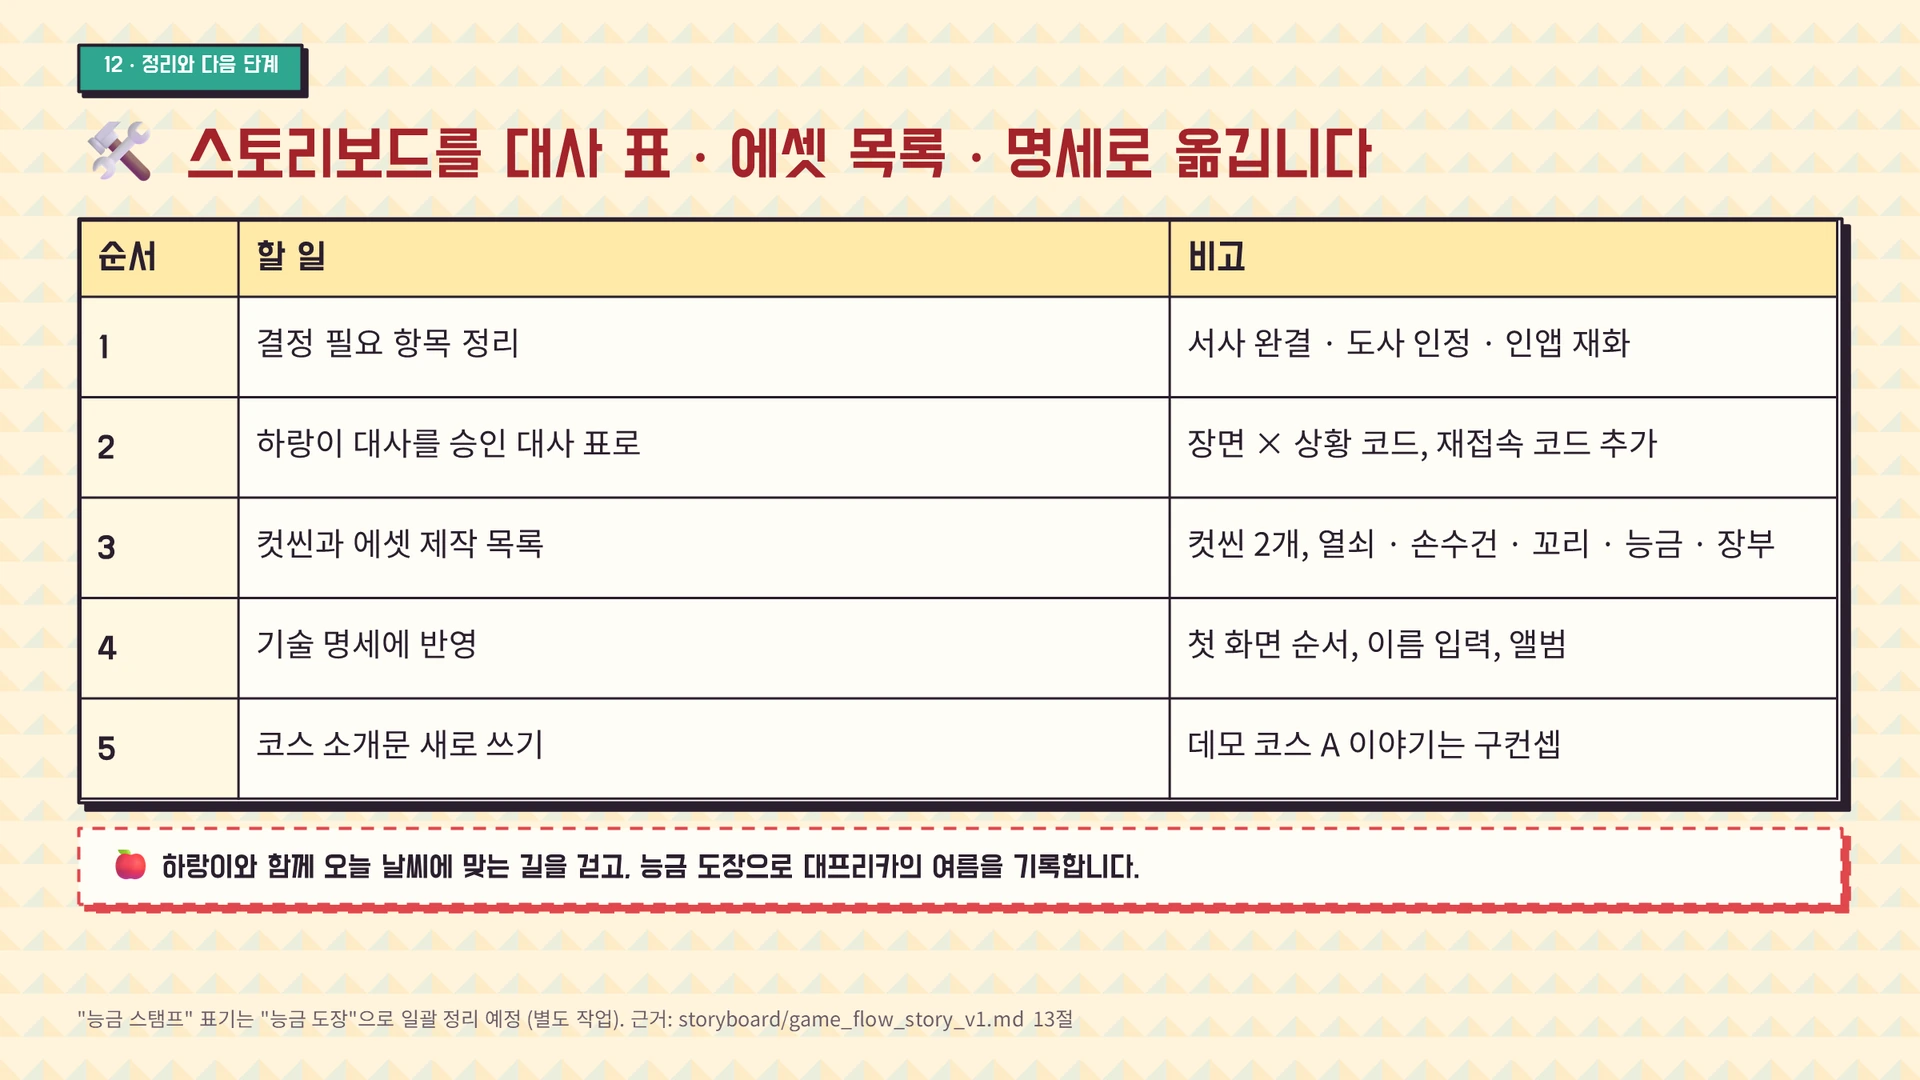 12 · 정리와 다음 단계
스토리보드를 대사 표 · 에셋 목록 · 명세로 옮깁니다
순서 할 일 비고
1 결정 필요 항목 정리 서사 완결 · 도사 인정 · 인앱 재화
2 하랑이 대사를 승인 대사 표로 장면 × 상황 코드, 재접속 코드 추가
3 컷씬과 에셋 제작 목록 컷씬 2개, 열쇠 · 손수건 · 꼬리 · 능금 · 장부
4 기술 명세에 반영 첫 화면 순서, 이름 입력, 앨범
5 코스 소개문 새로 쓰기 데모 코스 A 이야기는 구컨셉
하랑이와 함께 오늘 날씨에 맞는 길을 걷고, 능금 도장으로 대프리카의 여름을 기록합니다.
"능금 스탬프" 표기는 "능금 도장"으로 일괄 정리 예정 (별도 작업). 근거: storyboard/game_flow_story_v1.md 13절